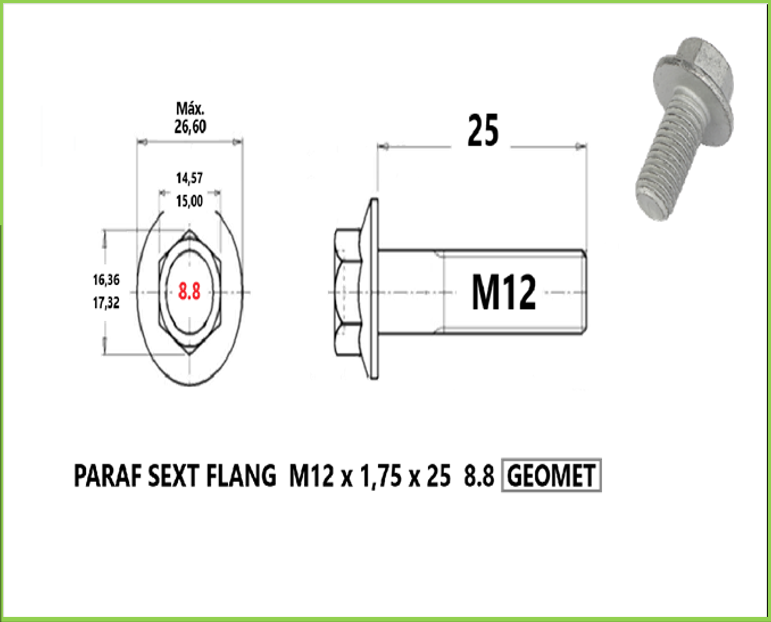 Máx.
26,60
14,57
15,00
16,36
17,32
8.8
25
M12
PARAF SEXT FLANG M12 x 1,75 x 25 8.8 GEOMET